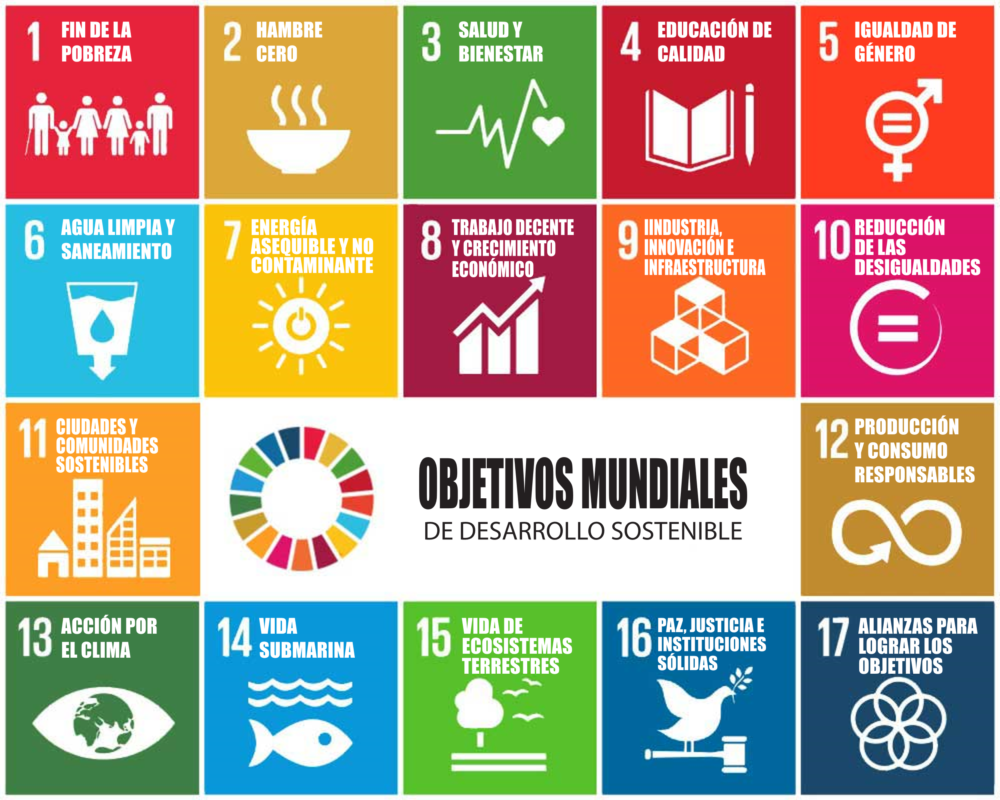 1 FIN DE LA
POBREZA
2 HAMBRE
CERO
3 SALUD Y
BIENESTAR
4 EDUCACIÓN DE
CALIDAD
5 IGUALDAD DE
GÉNERO
6 AGUA LIMPIA Y
SANEAMIENTO
7 ENERGÍA
ASEQUIBLE Y NO
CONTAMINANTE
8 TRABAJO DECENTE
Y CRECIMIENTO
ECONÓMICO
9 IINDUSTRIA,
INNOVACIÓN E
INFRAESTRUCTURA
10 REDUCCIÓN
DE LAS
DESIGUALDADES
11 CIUDADES Y
COMUNIDADES
SOSTENIBLES
OBJETIVOS MUNDIALES
DE DESARROLLO SOSTENIBLE
12 PRODUCCIÓN
Y CONSUMO
RESPONSABLES
13 ACCIÓN POR
EL CLIMA
14 VIDA
SUBMARINA
15 VIDA DE
ECOSISTEMAS
TERRESTRES
16 PAZ, JUSTICIA E
INSTITUCIONES
SÓLIDAS
17 ALIANZAS PARA
LOGRAR LOS
OBJETIVOS